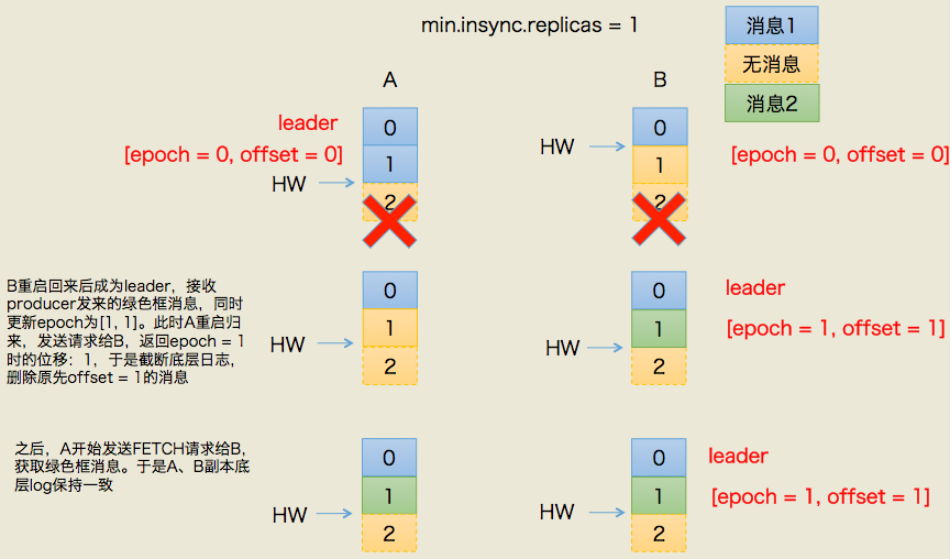 min.insync.replicas = 1
消息1
无消息
消息2
A
B
leader
[epoch = 0, offset = 0]
HW
0
1
2
HW
0
1
2
[epoch = 0, offset = 0]
B重启回来后成为leader，接收
producer发来的绿色框消息，同时
更新epoch为[1, 1]。此时A重启归
来，发送请求给B，返回epoch = 1
时的位移：1，于是截断底层日志，
删除原先offset = 1的消息
HW
0
1
2
HW
0
1
2
leader
[epoch = 1, offset = 1]
之后，A开始发送FETCH请求给B，
获取绿色框消息。于是A、B副本底
层log保持一致
HW
0
1
2
HW
0
1
2
leader
[epoch = 1, offset = 1]